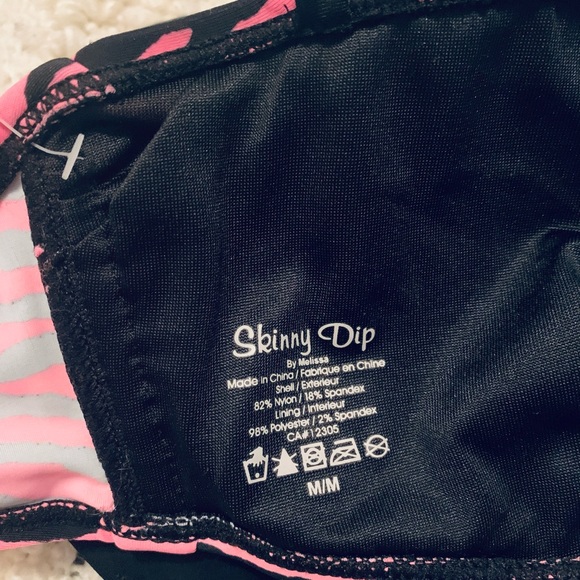 Skinny Dip
By Melissa
Made in China / Fabrique en Chine
Shell / Exterieur
82% Nylon / 18% Spandex
Lining / Interieur
98% Polyester / 2% Spandex
CA#12305
M/M